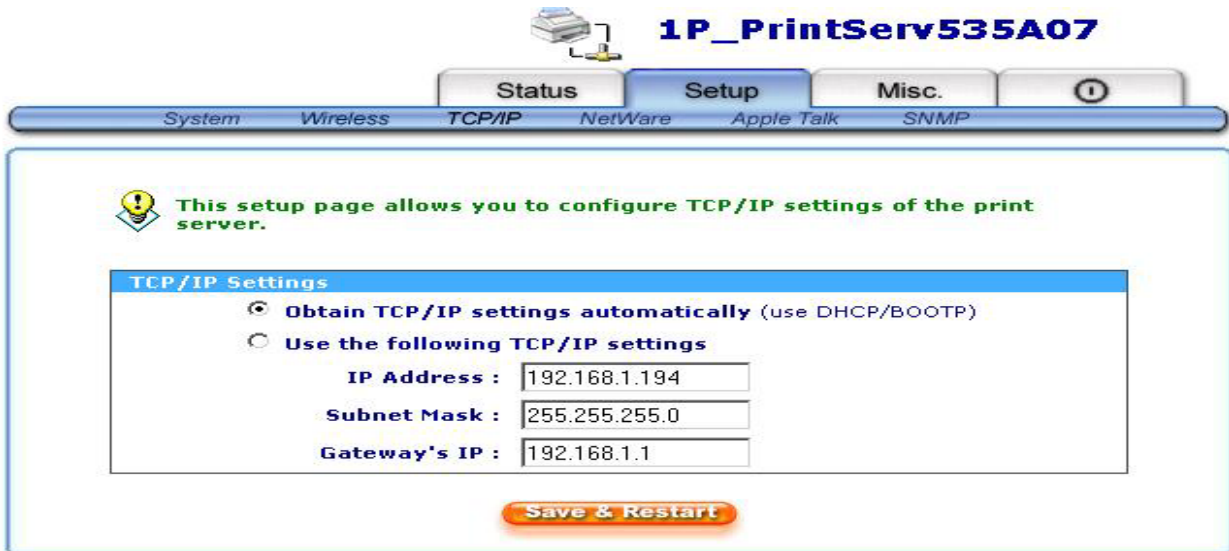 1P_PrintServ535A07
Status Setup Misc.
System Wireless TCP/IP NetWare Apple Talk SNMP
This setup page allows you to configure TCP/IP settings of the print
server.
TCP/IP Settings
Obtain TCP/IP settings automatically (use DHCP/BOOTP)
Use the following TCP/IP settings
IP Address : 192.168.1.194
Subnet Mask : 255.255.255.0
Gateway's IP : 192.168.1.1
Save & Restart